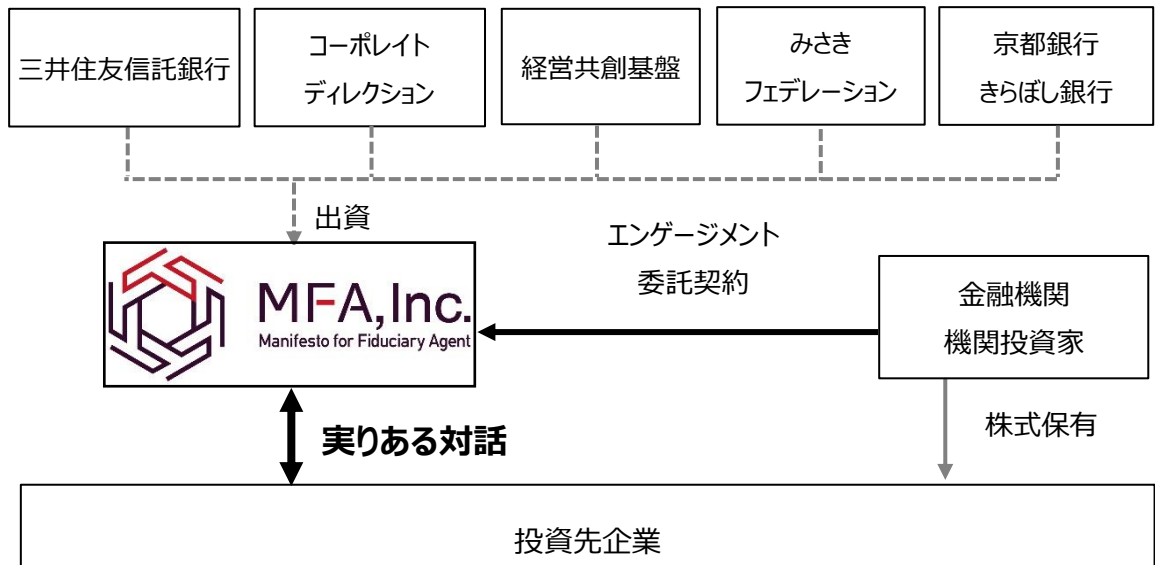 三井住友信託銀行
コーポレイト
ディレクション
経営共創基盤
みさき
フェデレーション
京都銀行
きらぼし銀行
出資
エンゲージメント
委託契約
MFA,Inc.
Manifesto for Fiduciary Agent
金融機関
機関投資家
実りある対話
株式保有
投資先企業